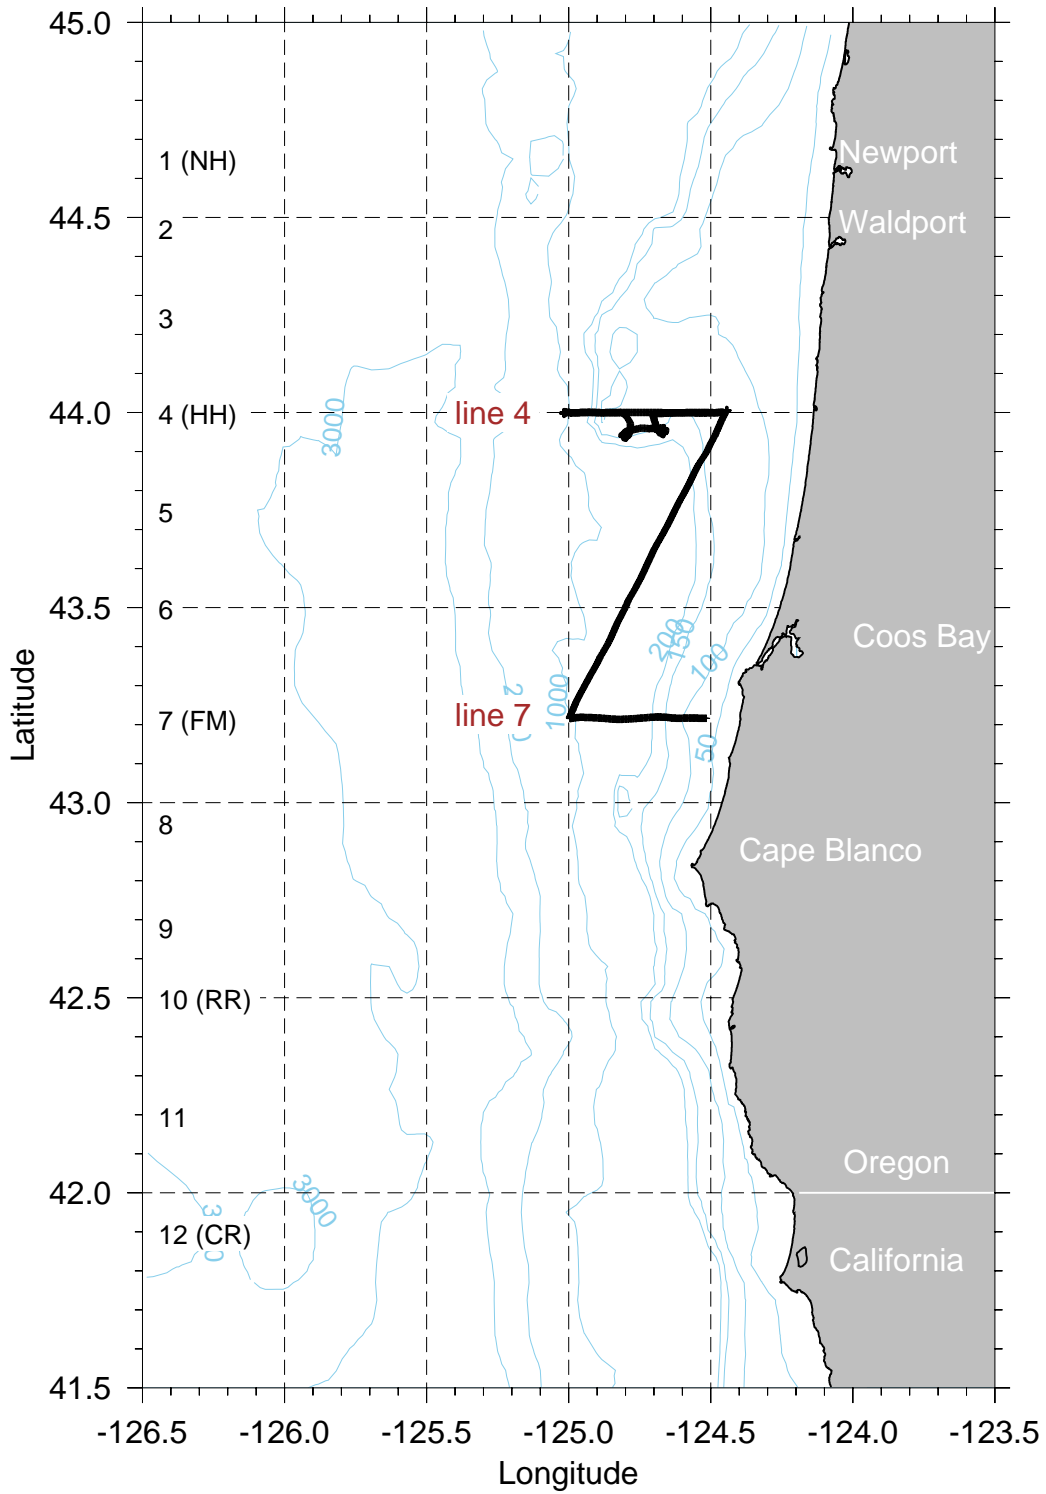 45.0
1 (NH)
Newport
44.5
2
Waldport
3
3000
44.0
4 (HH)
line 4
5
43.5
6
200
150
100
Coos Bay
Latitude
1000
7 (FM)
line 7
50
43.0
8
Cape Blanco
9
42.5
10 (RR)
11
Oregon
42.0
3000
12 (CR)
California
41.5
-126.5
-126.0
-125.5
-125.0
-124.5
-124.0
-123.5
Longitude